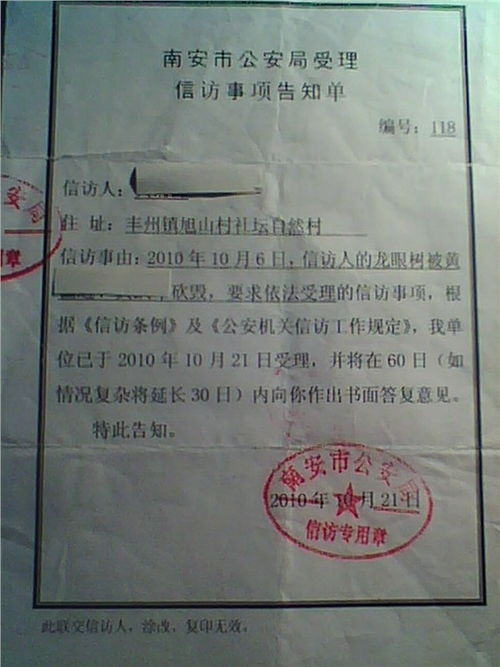 南安市公安局受理
信访事项告知单
编号：118
信访人：
住 址：丰州镇旭山村社坛自然村
信访事由：2010年10月6日，信访人的龙眼树被黄
砍毁，要求依法受理的信访事项，根
据《信访条例》及《公安机关信访工作规定》，我单
位已于2010年10月21日受理，并将在60日（如
情况复杂将延长30日）内向你作出书面答复意见。
特此告知。
南安市公安局
2010年10月21日
信访专用章
安局
用章
此联交信访人，涂改，复印无效。